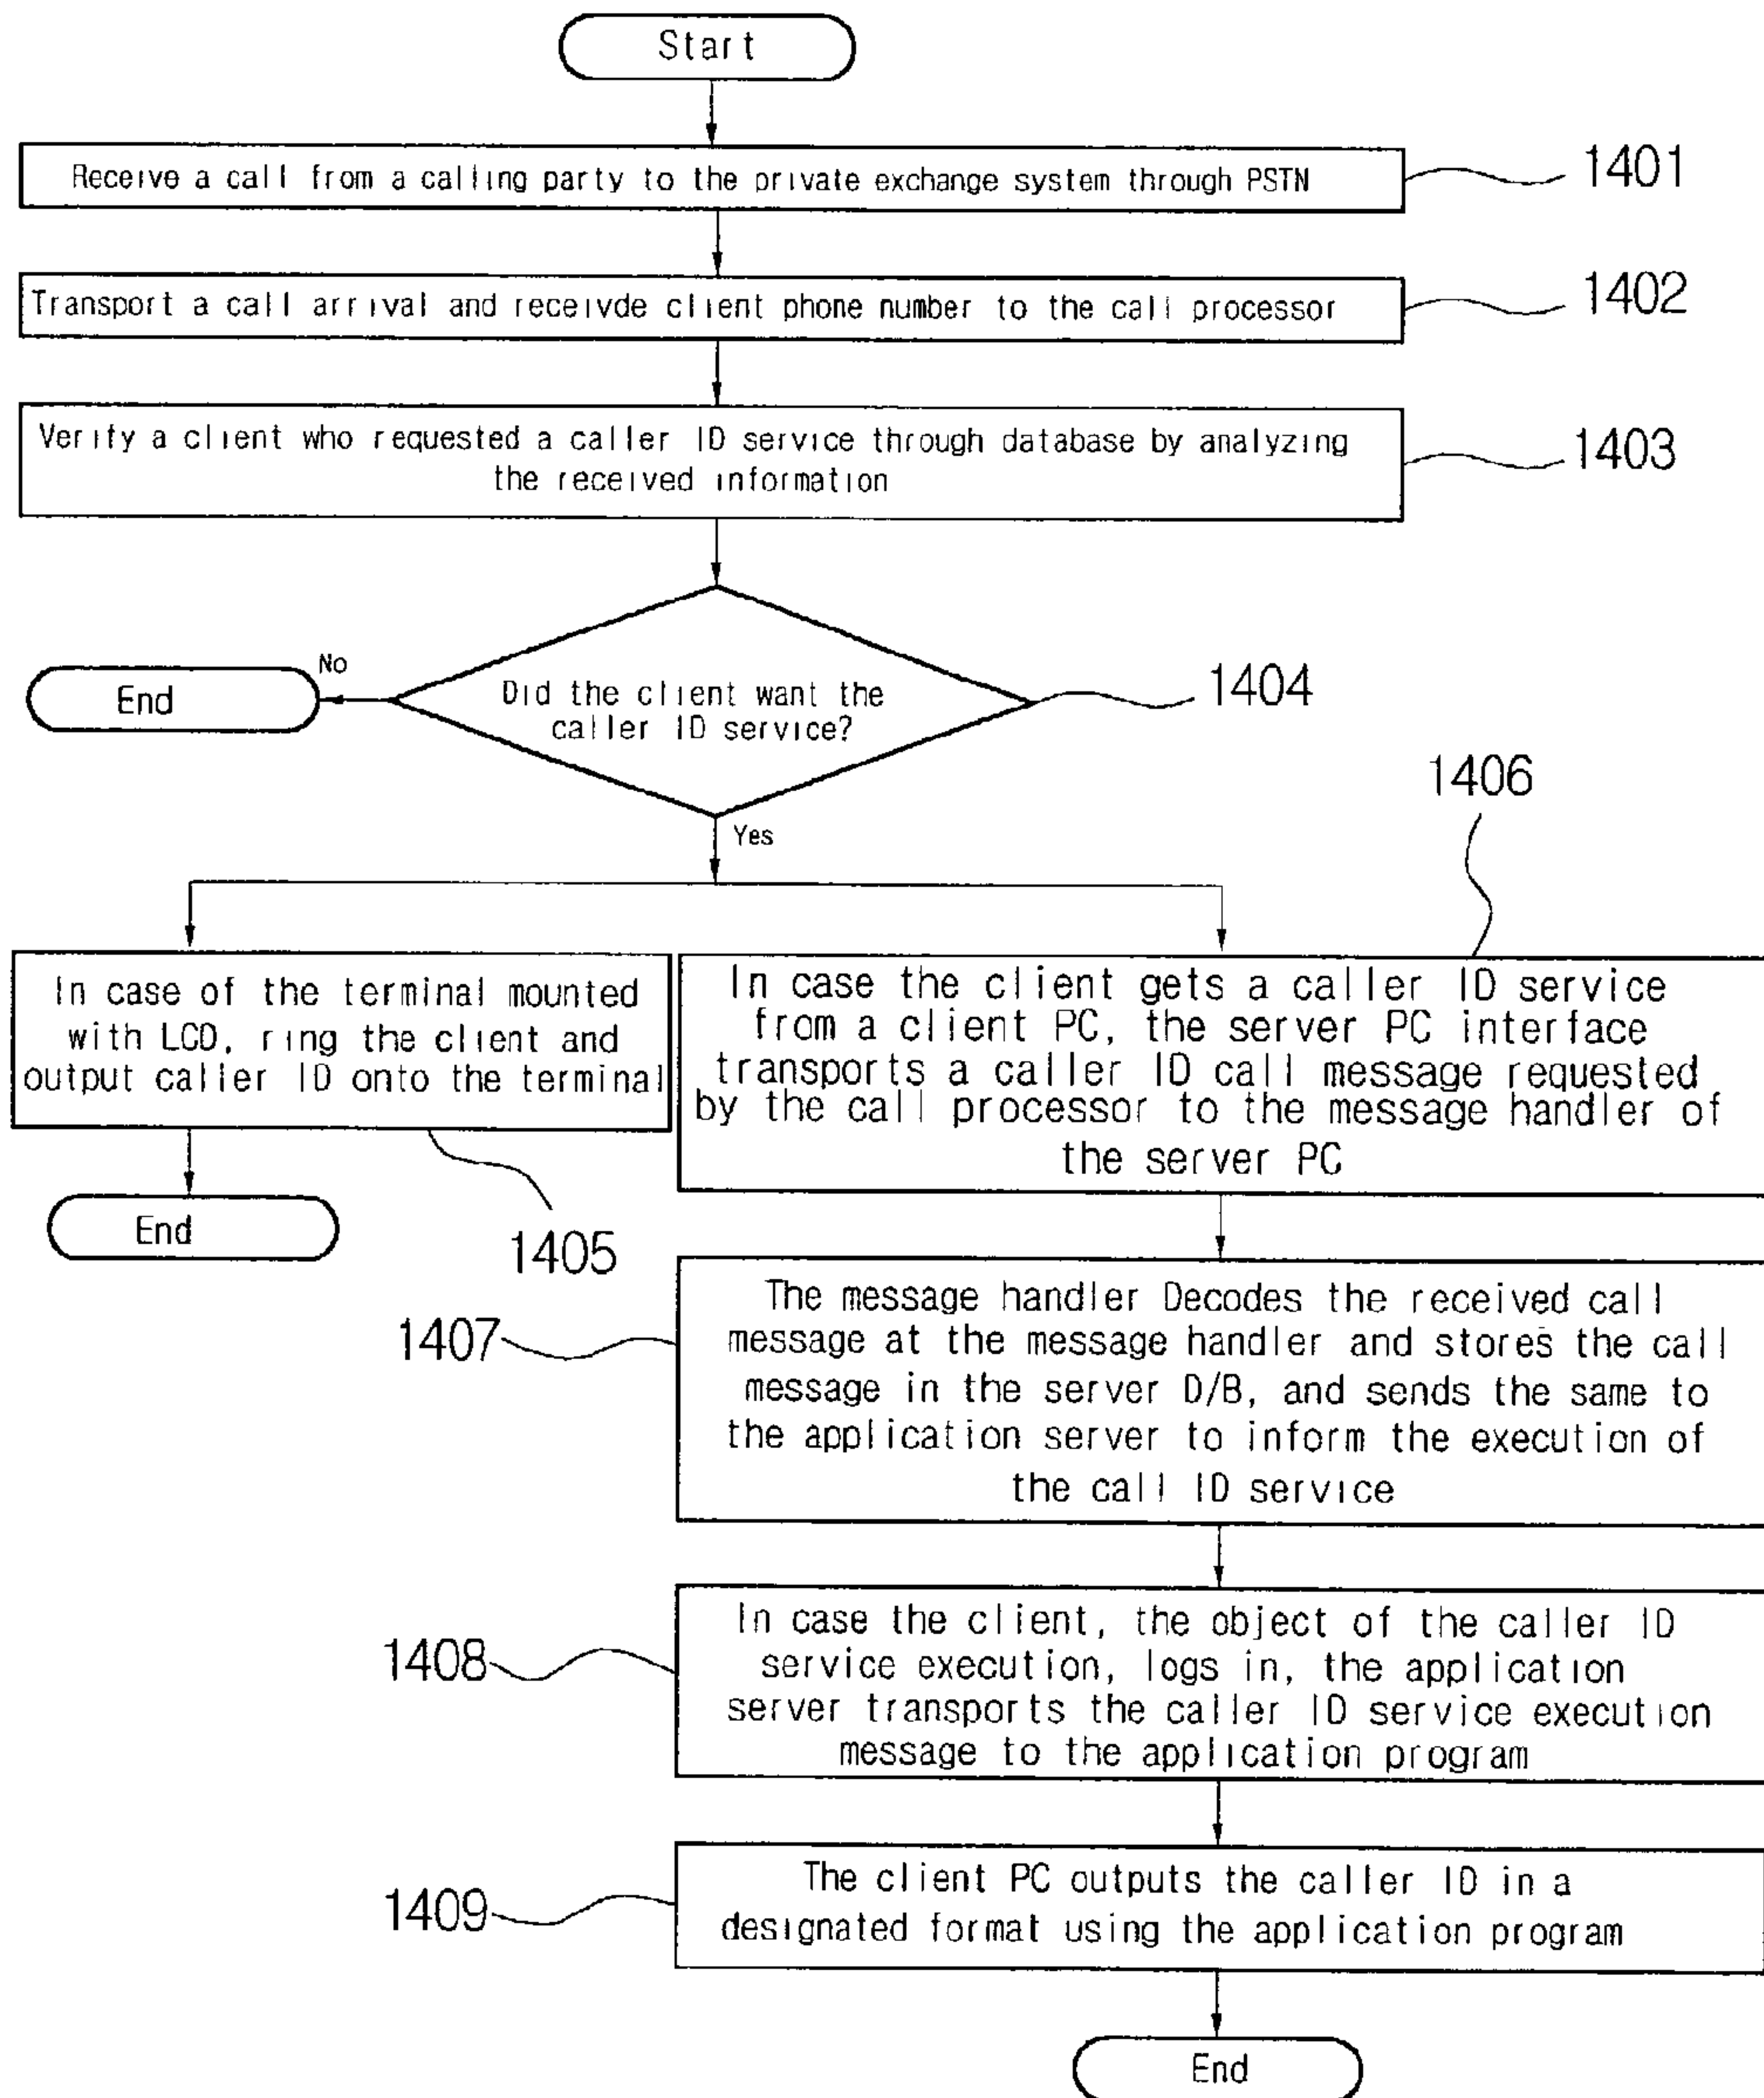 Start
Receive a call from a calling party to the private exchange system through PSTN
1401
Transport a call arrival and receivde client phone number to the call processor
1402
Verify a client who requested a caller ID service through database by analyzing
the received information
1403
Did the client want the
caller ID service?
1404
No
End
Yes
In case of the terminal mounted
with LCD, ring the client and
output caller ID onto the terminal
1405
End
1406
In case the client gets a caller ID service
from a client PC, the server PC interface
transports a caller ID call message requested
by the call processor to the message handler of
the server PC
1407
The message handler Decodes the received call
message at the message handler and stores the call
message in the server D/B, and sends the same to
the application server to inform the execution of
the call ID service
1408
In case the client, the object of the caller ID
service execution, logs in, the application
server transports the caller ID service execution
message to the application program
1409
The client PC outputs the caller ID in a
designated format using the application program
End